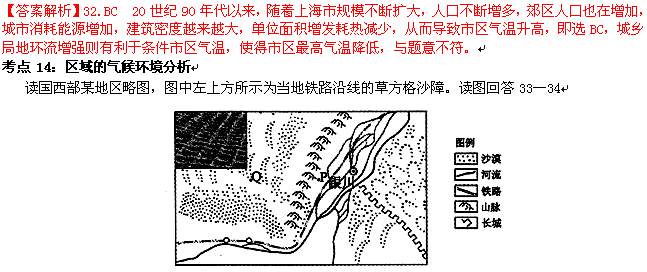 【答案解析】32.BC 20 世纪 90 年代以来，随着上海市规模不断扩大，人口不断增多，郊区人口也在增加，
城市消耗能源增加，建筑密度越来越大，单位面积增发耗热减少，从而导致市区气温升高，即选 BC，城乡
局地环流增强则有利于条件市区气温，使得市区最高气温降低，与题意不符。
考点 14：区域的气候环境分析
读国西部某地区略图，图中左上方所示为当地铁路沿线的草方格沙障。读图回答 33—34
Q
P
银川
图例
沙漠
河流
铁路
山脉
长城